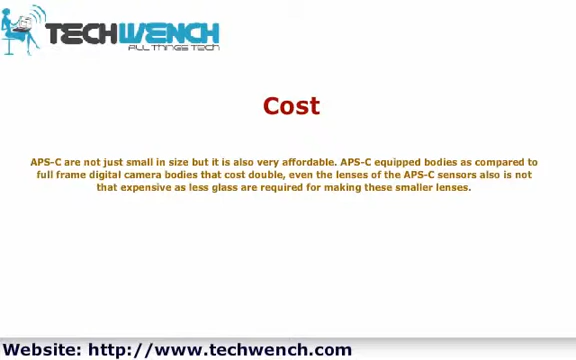 TECHWENCH
ALL THINGS TECH
Cost
APS-C are not just small in size but it is also very affordable. APS-C equipped bodies as compared to
full frame digital camera bodies that cost double, even the lenses of the APS-C sensors also is not
that expensive as less glass are required for making these smaller lenses.
Website: http://www.techwench.com